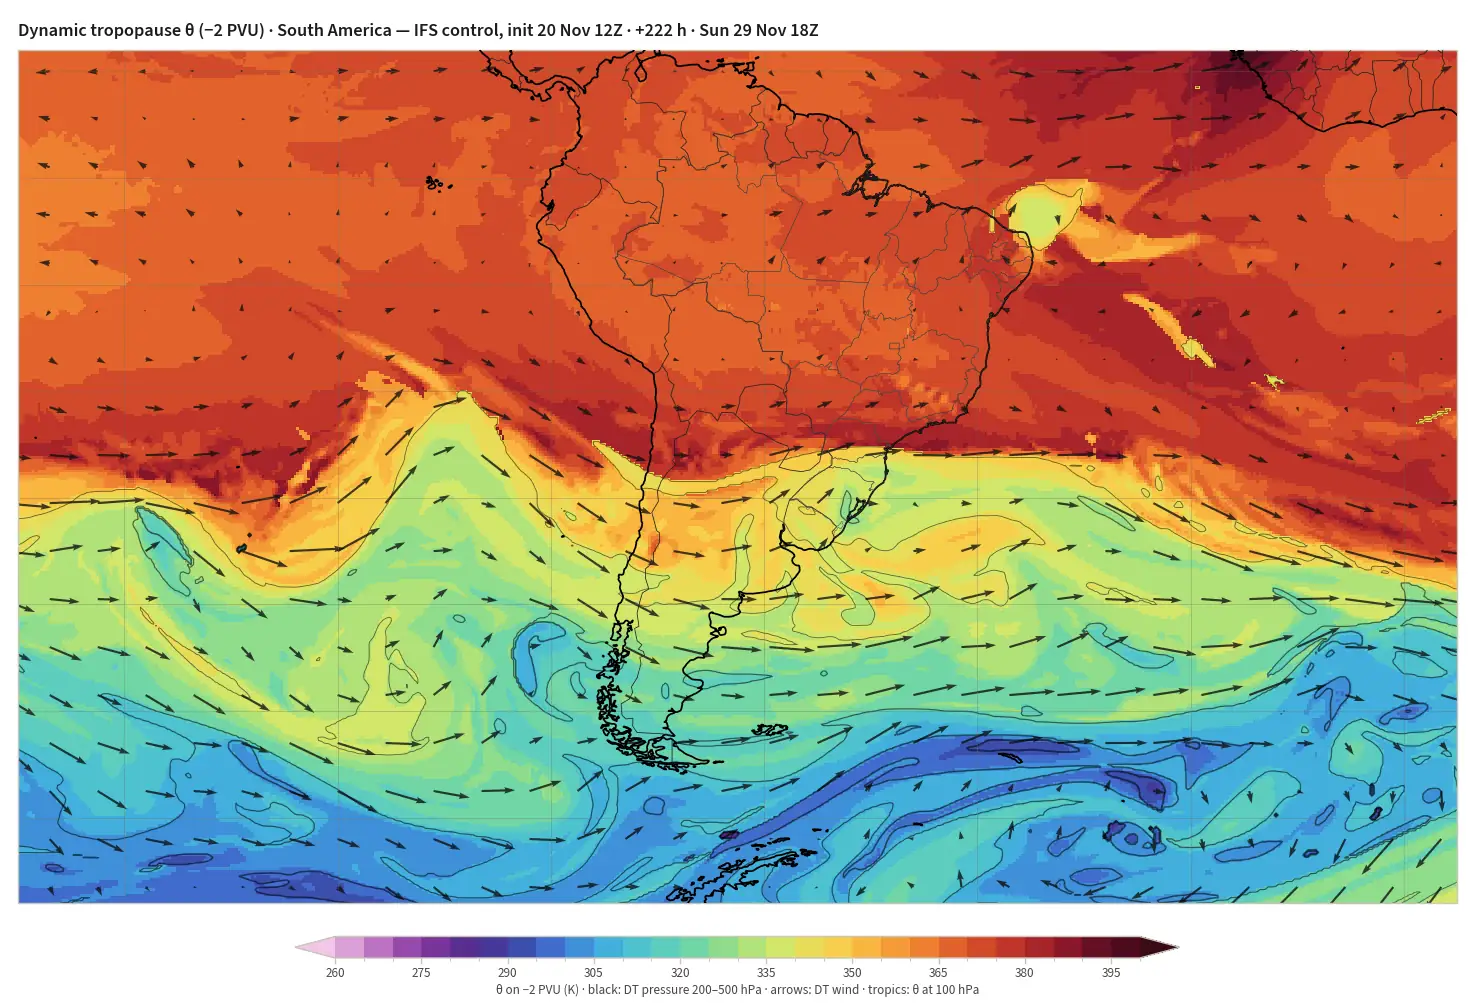 Dynamic tropopause θ (−2 PVU) · South America — IFS control, init 20 Nov 12Z · +222 h · Sun 29 Nov 18Z
260 275 290 305 320 335 350 365 380 395
θ on −2 PVU (K) · black: DT pressure 200–500 hPa · arrows: DT wind · tropics: θ at 100 hPa